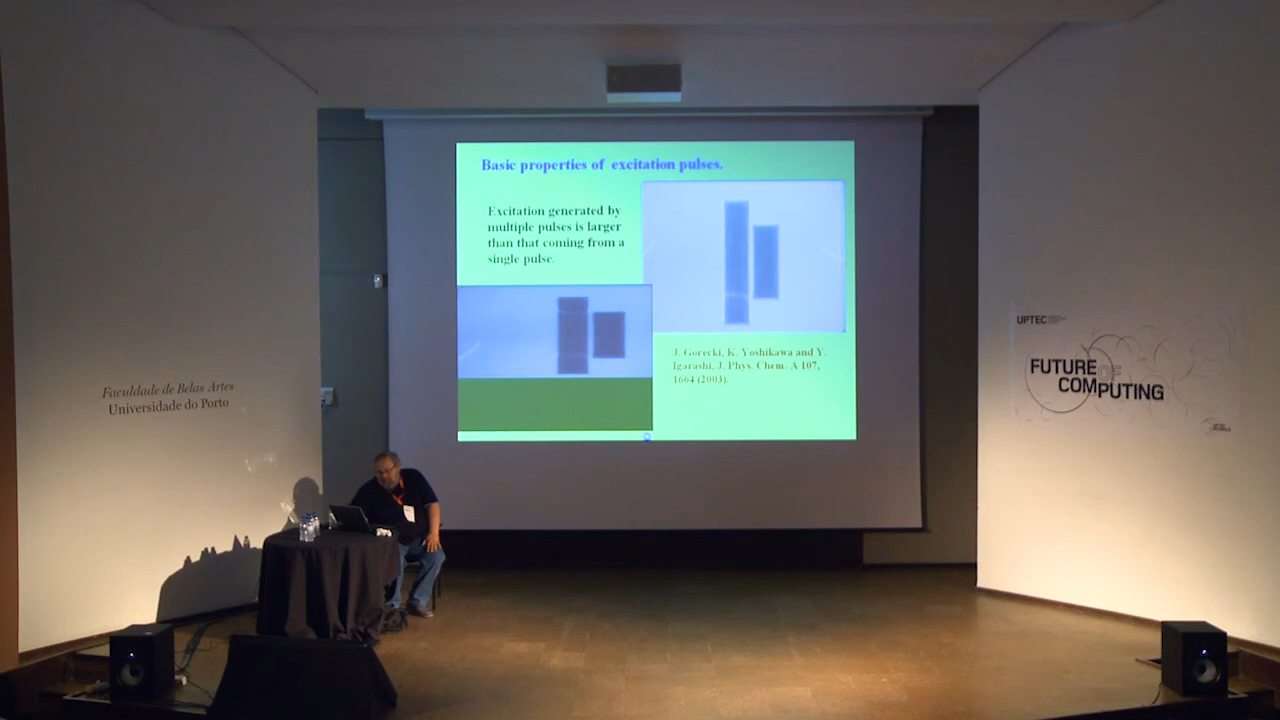 Basic properties of excitation pulses.
Excitation generated by
multiple pulses is larger
than that coming from a
single pulse.
J. Gorecki, K. Yoshikawa and Y.
Igarashi, J. Phys. Chem. A 107,
1664 (2003).
Faculdade de Belas Artes
Universidade do Porto
UPTEC
FUTURE OF
COMPUTING